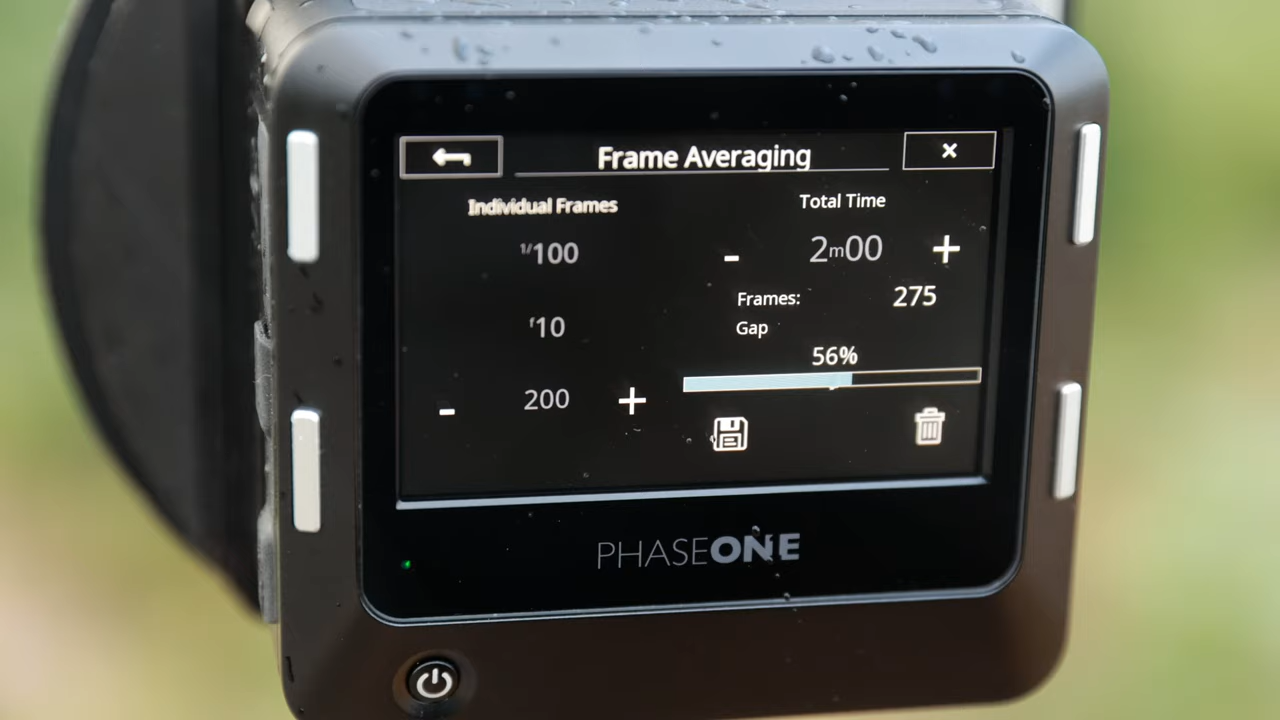 Frame Averaging
Individual Frames
1/100
f10
200
Total Time
2m00
Frames: 275
Gap
56%
PHASEONE